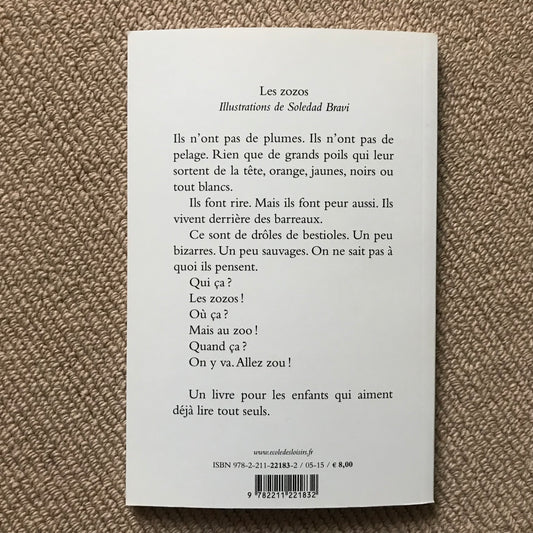 Les zozos
Illustrations de Soledad Bravi
Ils n'ont pas de plumes. Ils n'ont pas de
pelage. Rien que de grands poils qui leur
sortent de la tête, orange, jaunes, noirs ou
tout blancs.
Ils font rire. Mais ils font peur aussi. Ils
vivent derrière des barreaux.
Ce sont de drôles de bestioles. Un peu
bizarres. Un peu sauvages. On ne sait pas à
quoi ils pensent.
Qui ça ?
Les zozos !
Où ça ?
Mais au zoo !
Quand ça ?
On y va. Allez zou !
Un livre pour les enfants qui aiment
déjà lire tout seuls.
www.ecoledesloisirs.fr
ISBN 978-2-211-22183-2 / 05-15 / € 8,00
9 782211 221832